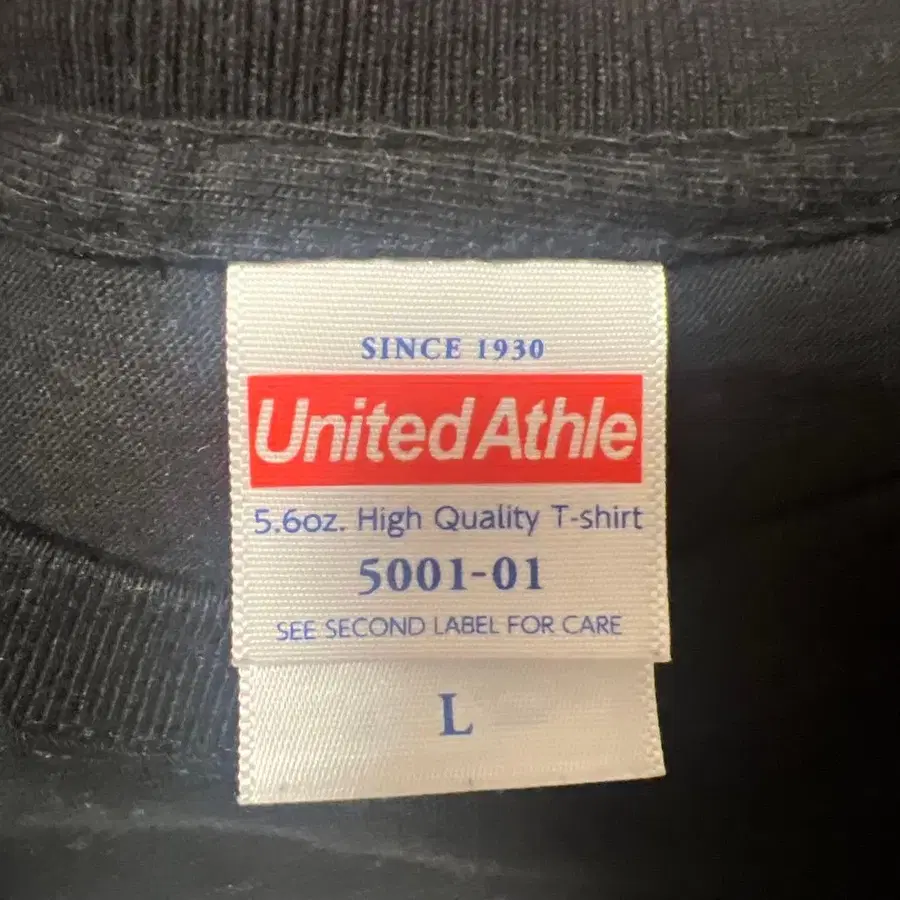 SINCE 1930
United Athle
5.6oz. High Quality T-shirt
5001-01
SEE SECOND LABEL FOR CARE
L